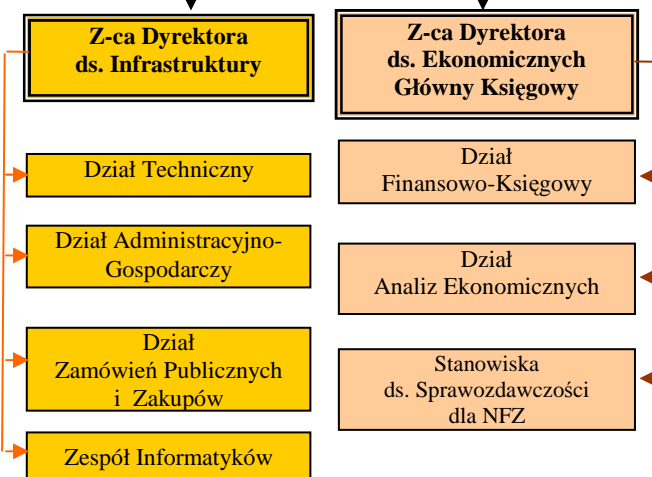 Z-ca Dyrektora
ds. Infrastruktury
Dział Techniczny
Dział Administracyjno-
Gospodarczy
Dział
Zamówień Publicznych
i Zakupów
Zespół Informatyków
Z-ca Dyrektora
ds. Ekonomicznych
Główny Księgowy
Dział
Finansowo-Księgowy
Dział
Analiz Ekonomicznych
Stanowiska
ds. Sprawozdawczości
dla NFZ